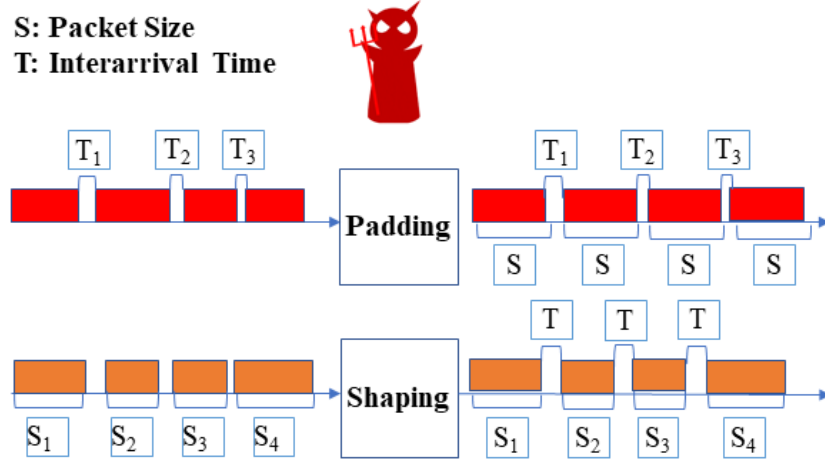 S: Packet Size
T: Interarrival Time
T₁ T₂ T₃ T₁ T₂ T₃
Padding
S S S S
T T T
Shaping
S₁ S₂ S₃ S₄ S₁ S₂ S₃ S₄